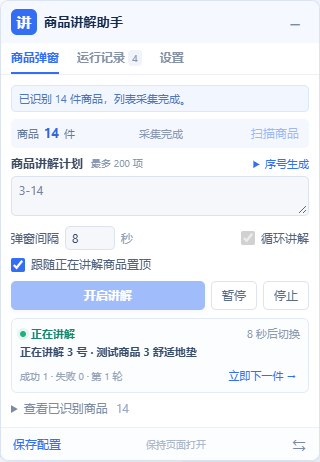 讲 商品讲解助手
商品弹窗 运行记录 4 设置
已识别 14 件商品，列表采集完成。
商品 14 件 采集完成 扫描商品
商品讲解计划 最多 200 项 ▶ 序号生成
3-14
弹窗间隔 8 秒 循环讲解
跟随正在讲解商品置顶
开启讲解 暂停 停止
正在讲解 8 秒后切换
正在讲解 3 号 · 测试商品 3 舒适地垫
成功 1 · 失败 0 · 第 1 轮 立即下一件 →
▶ 查看已识别商品 14
保存配置 保持页面打开